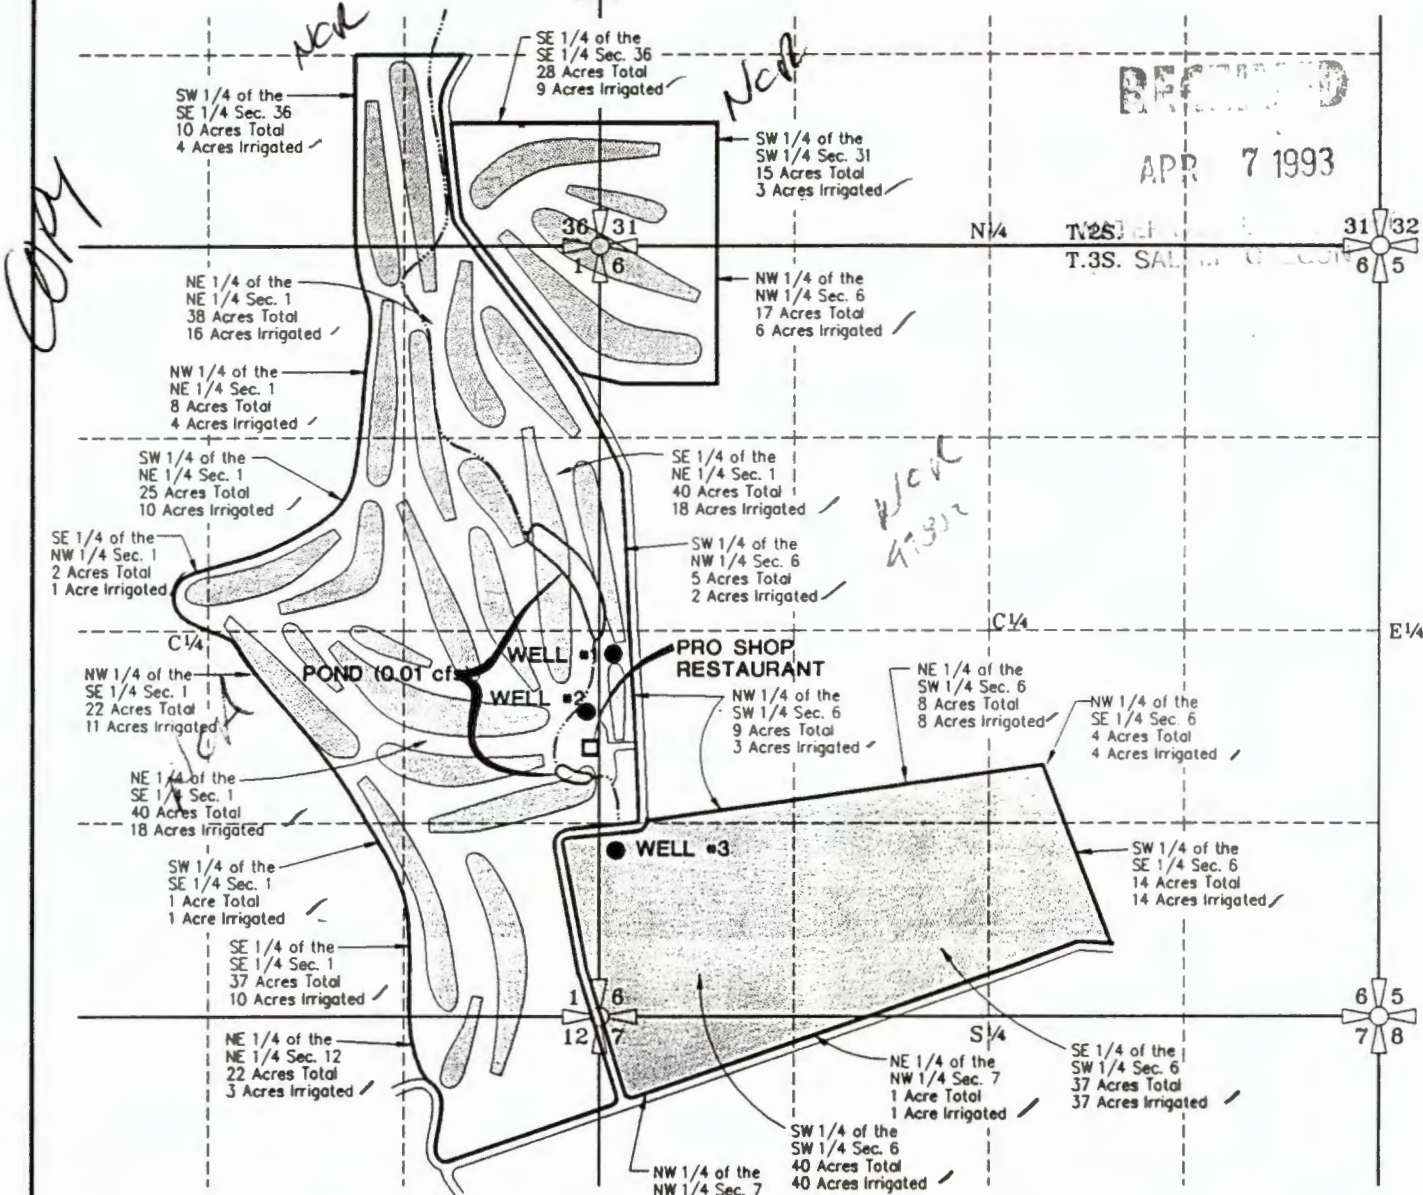 NCR
SE 1/4 of the
SE 1/4 Sec. 36
28 Acres Total
9 Acres Irrigated
NCR
SW 1/4 of the
SE 1/4 Sec. 36
10 Acres Total
4 Acres Irrigated
SW 1/4 of the
SW 1/4 Sec. 31
15 Acres Total
3 Acres Irrigated
RECEIVED
APR 7 1993
36 31
1 6
N1/4
T.2S.
T.3S.
SALEM, OREGON
31 32
6 5
Copy
NE 1/4 of the
NE 1/4 Sec. 1
38 Acres Total
16 Acres Irrigated
NW 1/4 of the
NW 1/4 Sec. 6
17 Acres Total
6 Acres Irrigated
NW 1/4 of the
NE 1/4 Sec. 1
8 Acres Total
4 Acres Irrigated
SW 1/4 of the
NE 1/4 Sec. 1
25 Acres Total
10 Acres Irrigated
SE 1/4 of the
NE 1/4 Sec. 1
40 Acres Total
18 Acres Irrigated
NCR
SE 1/4 of the
NW 1/4 Sec. 1
2 Acres Total
1 Acre Irrigated
SW 1/4 of the
NW 1/4 Sec. 6
5 Acres Total
2 Acres Irrigated
C1/4
C1/4
E1/4
WELL #1
PRO SHOP
RESTAURANT
POND (0.01 cfs)
WELL #2
NW 1/4 of the
SE 1/4 Sec. 1
22 Acres Total
11 Acres Irrigated
NW 1/4 of the
SW 1/4 Sec. 6
9 Acres Total
3 Acres Irrigated
NE 1/4 of the
SW 1/4 Sec. 6
8 Acres Total
8 Acres Irrigated
NW 1/4 of the
SE 1/4 Sec. 6
4 Acres Total
4 Acres Irrigated
NE 1/4 of the
SE 1/4 Sec. 1
40 Acres Total
18 Acres Irrigated
WELL #3
SW 1/4 of the
SE 1/4 Sec. 1
1 Acre Total
1 Acre Irrigated
SW 1/4 of the
SE 1/4 Sec. 6
14 Acres Total
14 Acres Irrigated
SE 1/4 of the
SE 1/4 Sec. 1
37 Acres Total
10 Acres Irrigated
1 6
12 7
S1/4
6 5
7 8
NE 1/4 of the
NE 1/4 Sec. 12
22 Acres Total
3 Acres Irrigated
NE 1/4 of the
NW 1/4 Sec. 7
1 Acre Total
1 Acre Irrigated
SE 1/4 of the
SW 1/4 Sec. 6
37 Acres Total
37 Acres Irrigated
SW 1/4 of the
SW 1/4 Sec. 6
40 Acres Total
40 Acres Irrigated
NW 1/4 of the
NW 1/4 Sec. 7